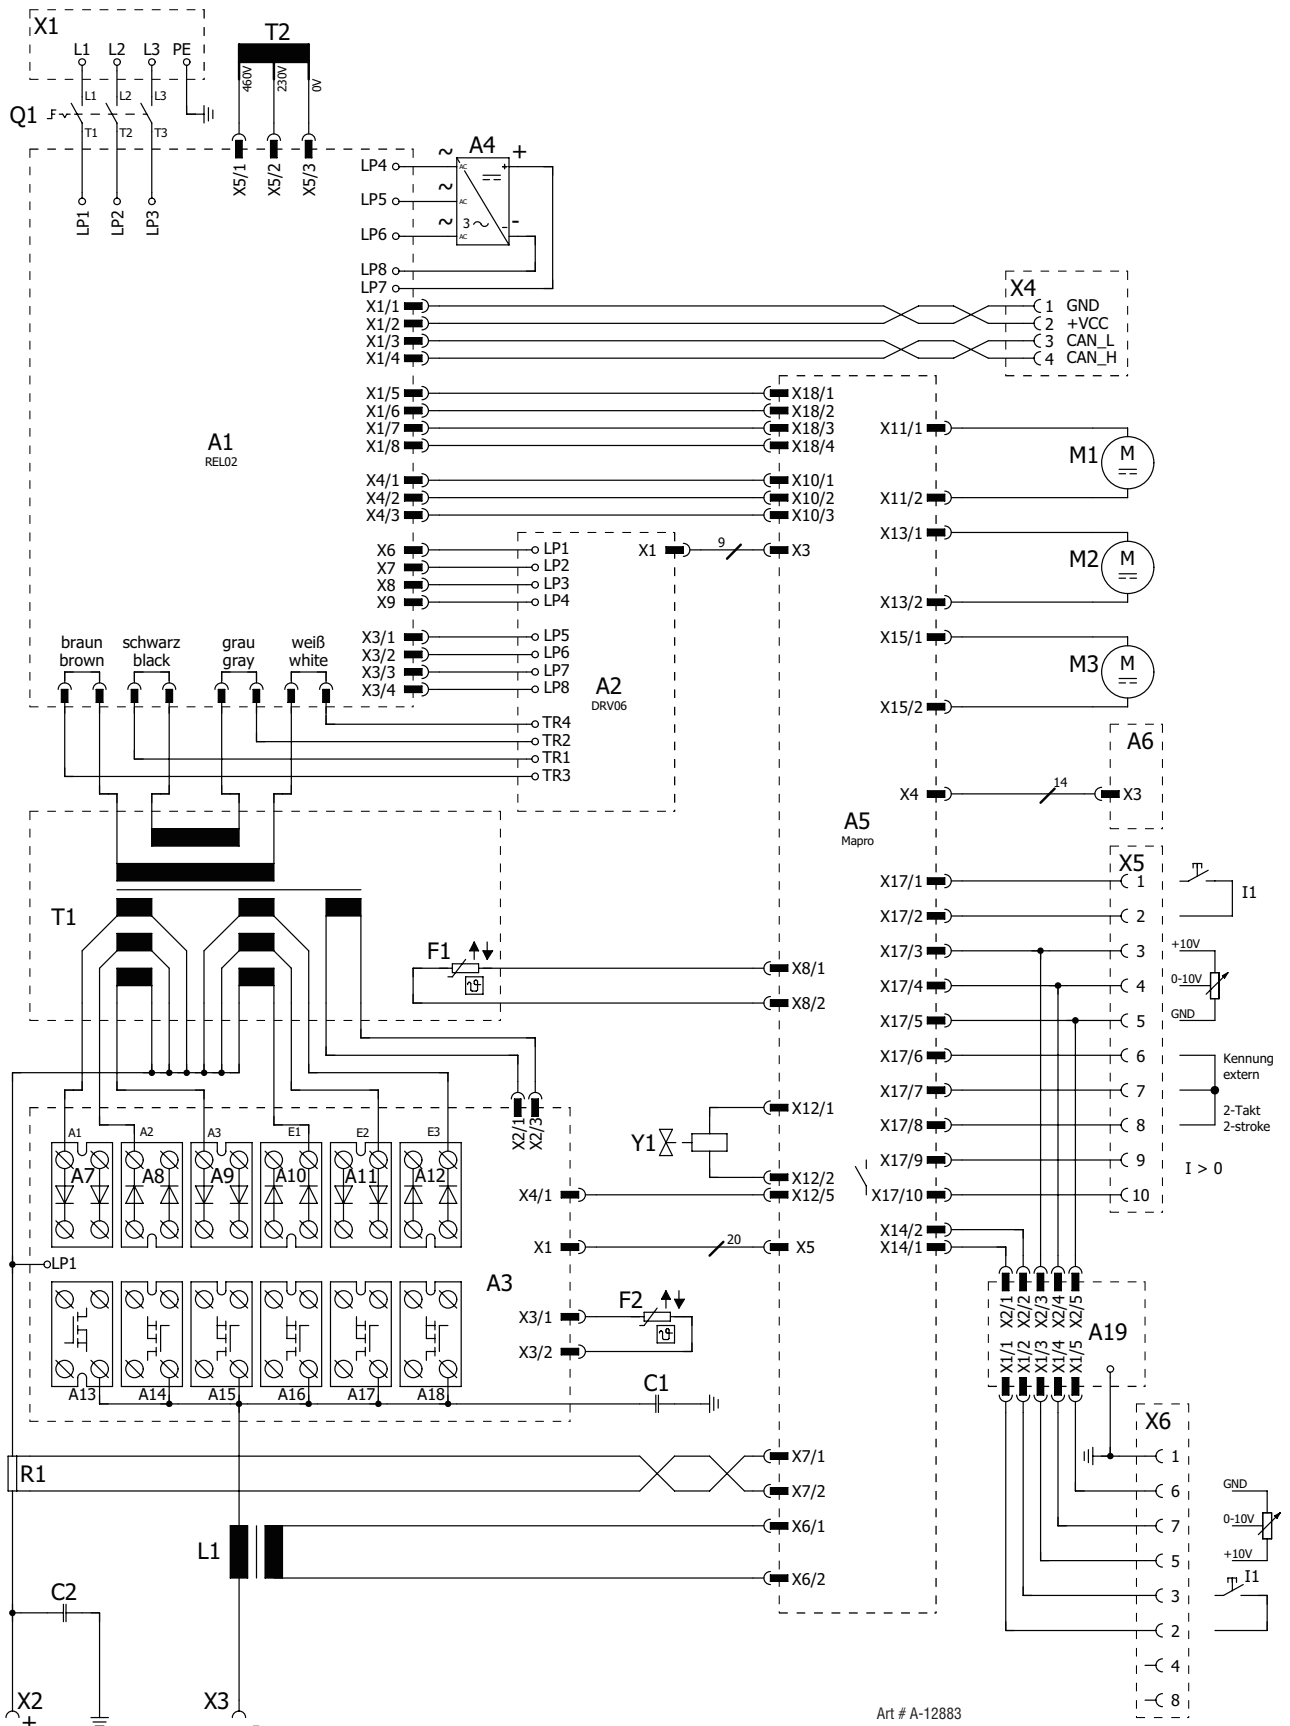 X1
L1 L2 L3 PE
T2
460V 230V 0V
Q1
L1 L2 L3
T1 T2 T3
X5/1 X5/2 X5/3
LP1 LP2 LP3
A4
LP4 ~ AC +
LP5 ~ AC
LP6 ~ 3~ AC -
LP8
LP7
X1/1
X1/2
X1/3
X1/4
X4
1 GND
2 +VCC
3 CAN_L
4 CAN_H
X1/5 X18/1
X1/6 X18/2
X1/7 X18/3
X1/8 X18/4
A1
REL02
X4/1 X10/1
X4/2 X10/2
X4/3 X10/3
X11/1
M1 M
X11/2
X13/1
M2 M
X13/2
X15/1
M3 M
X15/2
X6 LP1 X1 9 X3
X7 LP2
X8 LP3
X9 LP4
X3/1 LP5
X3/2 LP6
X3/3 LP7
X3/4 LP8
braun schwarz grau weiß
brown black gray white
A2
DRV06
TR4
TR2
TR1
TR3
A6
X4 14 X3
A5
Mapro
T1
F1
ϑ
X8/1
X8/2
X5
X17/1 1
X17/2 2
I1
X17/3 3 +10V
X17/4 4 0-10V
X17/5 5 GND
X17/6 6
X17/7 7
X17/8 8
Kennung
extern
2-Takt
2-stroke
X17/9 9 I > 0
X17/10 10
X14/2
X14/1
X2/1 X2/3
X12/1
Y1
X12/2
X4/1 X12/5
X1 20 X5
A1 A2 A3 E1 E2 E3
A7 A8 A9 A10 A11 A12
LP1
A3
X3/1
F2
ϑ
X3/2
A13 A14 A15 A16 A17 A18
C1
X2/1 X2/2 X2/3 X2/4 X2/5
A19
X1/1 X1/2 X1/3 X1/4 X1/5
R1
X7/1
X7/2
L1
X6/1
X6/2
X6
1
6 GND
7 0-10V
5 +10V
3 I1
2
4
8
C2
X2
+
X3
-
Art # A-12883